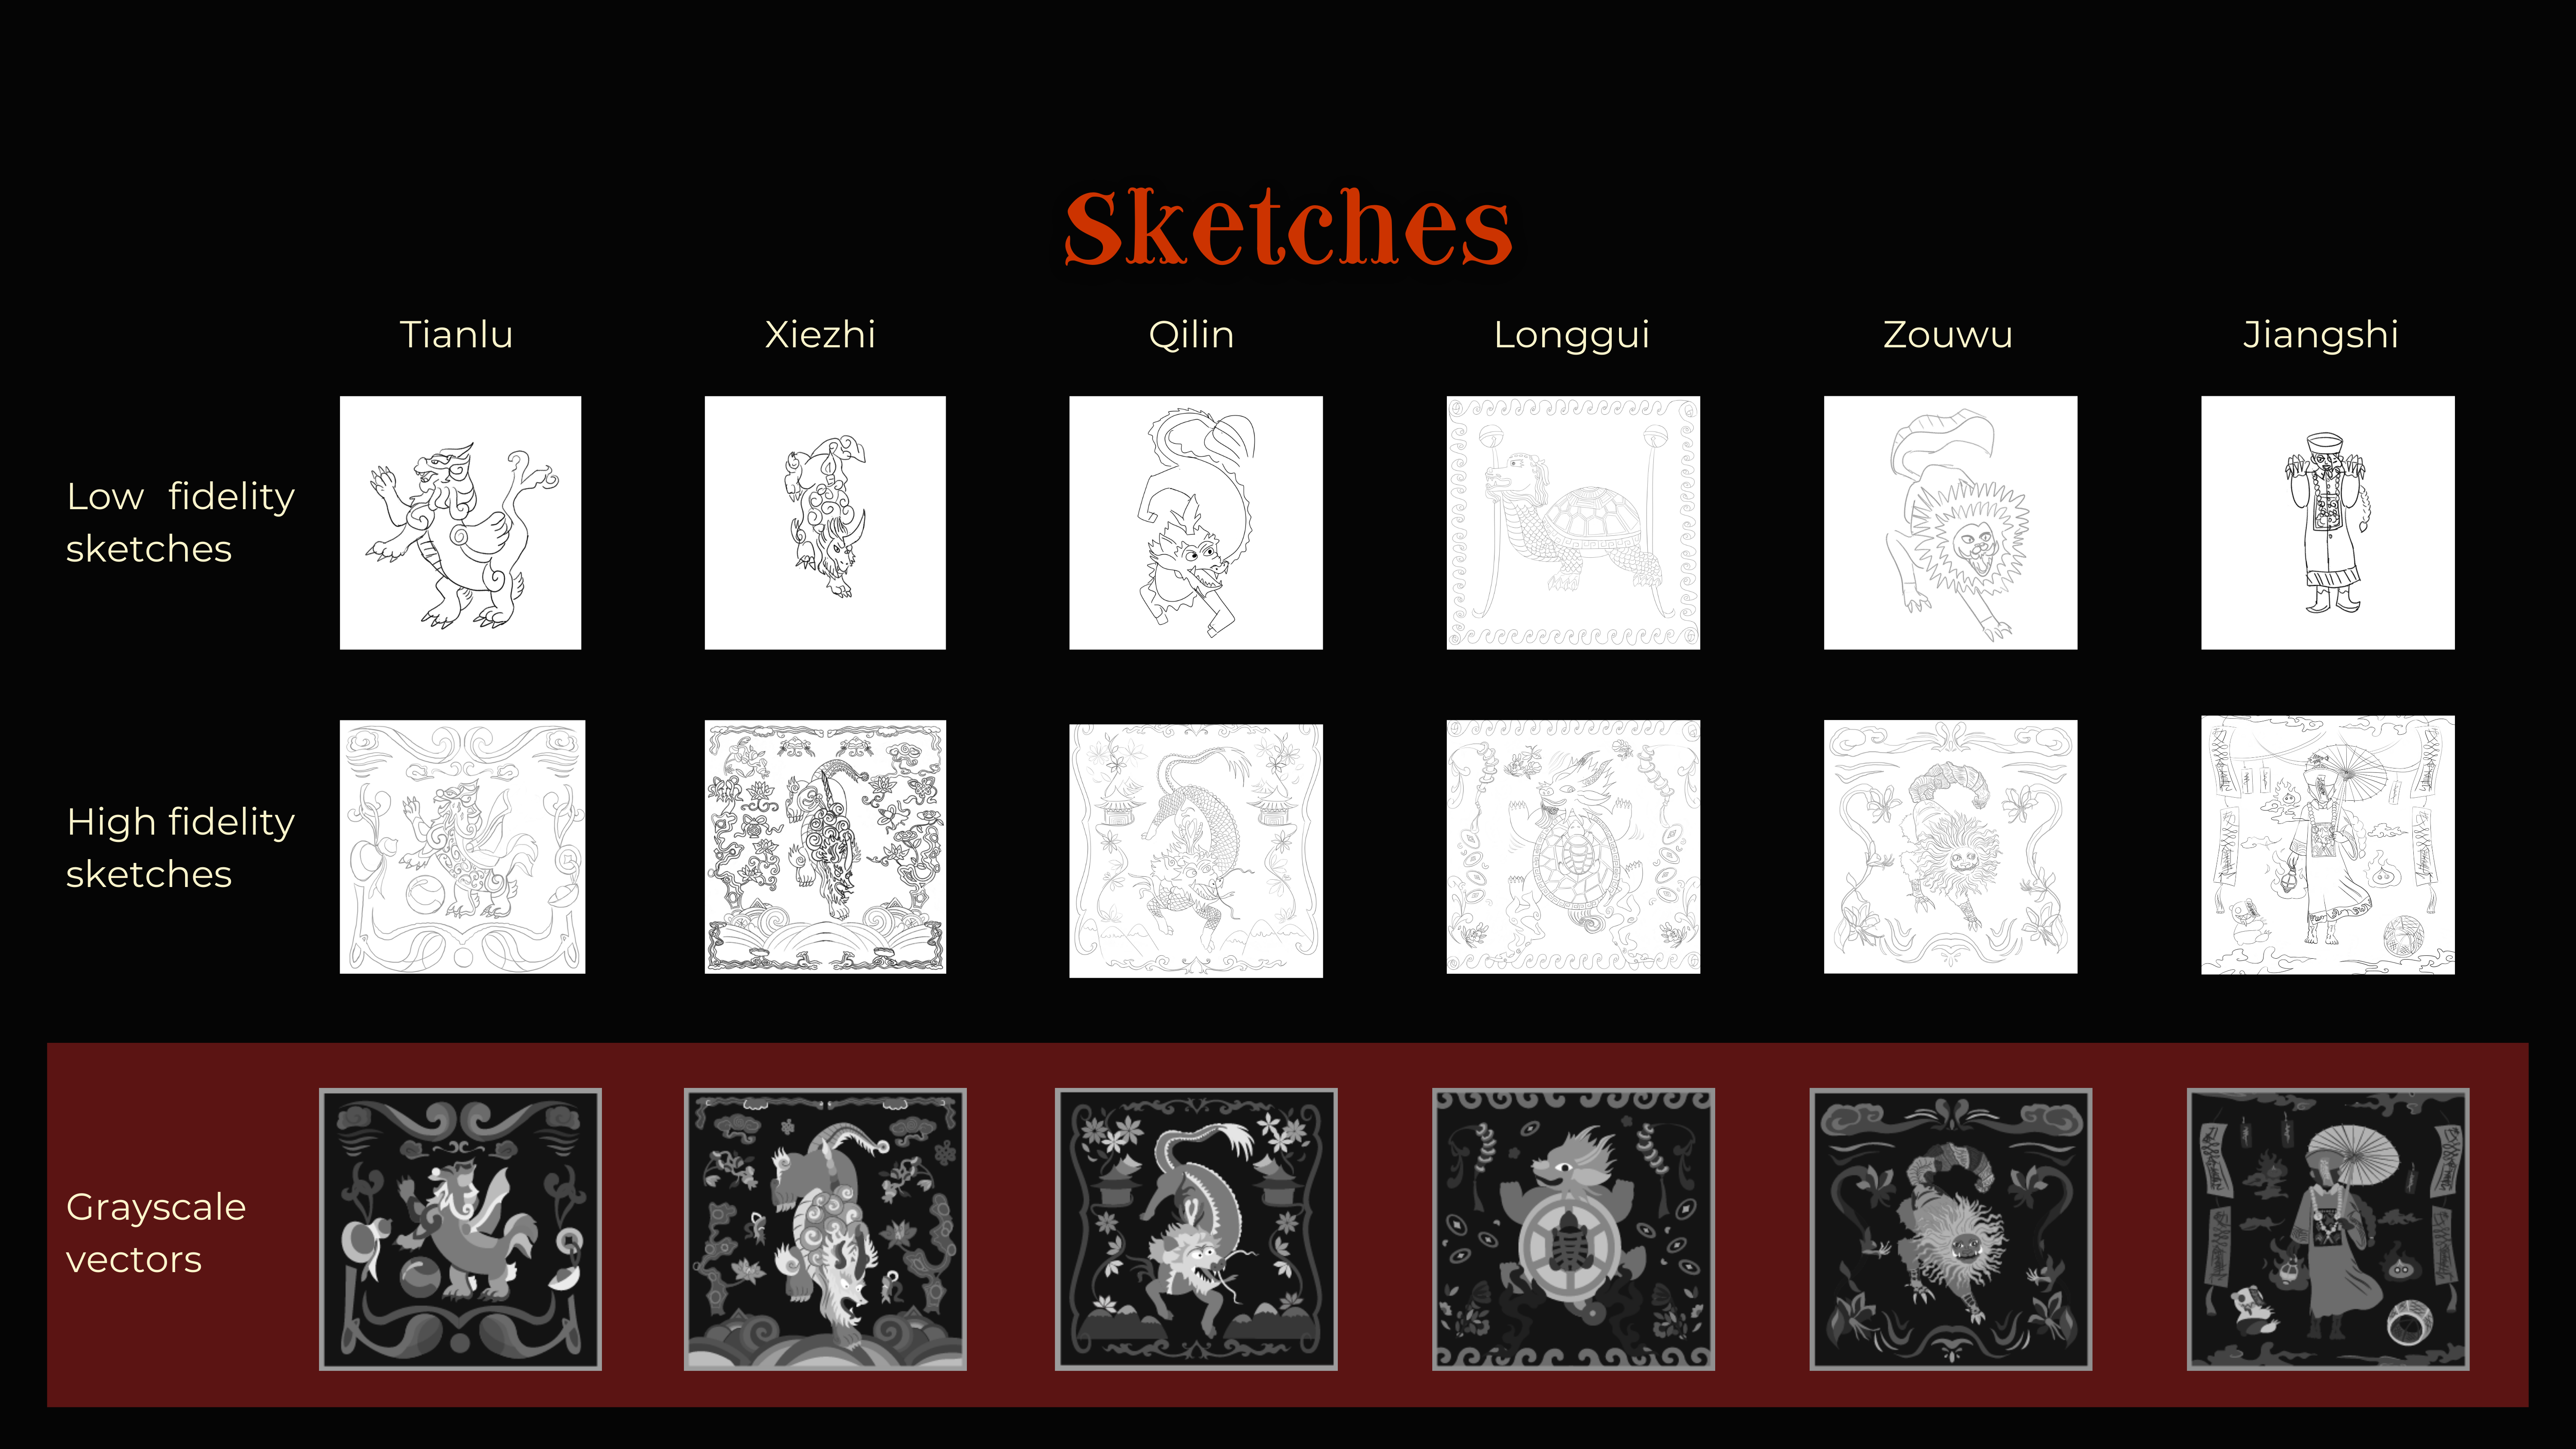 Sketches
Tianlu
Xiezhi
Qilin
Longgui
Zouwu
Jiangshi
Low fidelity
sketches
High fidelity
sketches
Grayscale
vectors